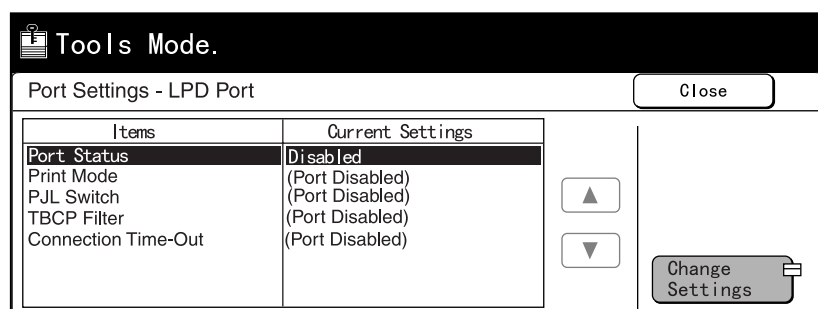 Tools Mode.
Port Settings - LPD Port
Close
Items Current Settings
Port Status Disabled
Print Mode (Port Disabled)
PJL Switch (Port Disabled)
TBCP Filter (Port Disabled)
Connection Time-Out (Port Disabled)
Change
Settings